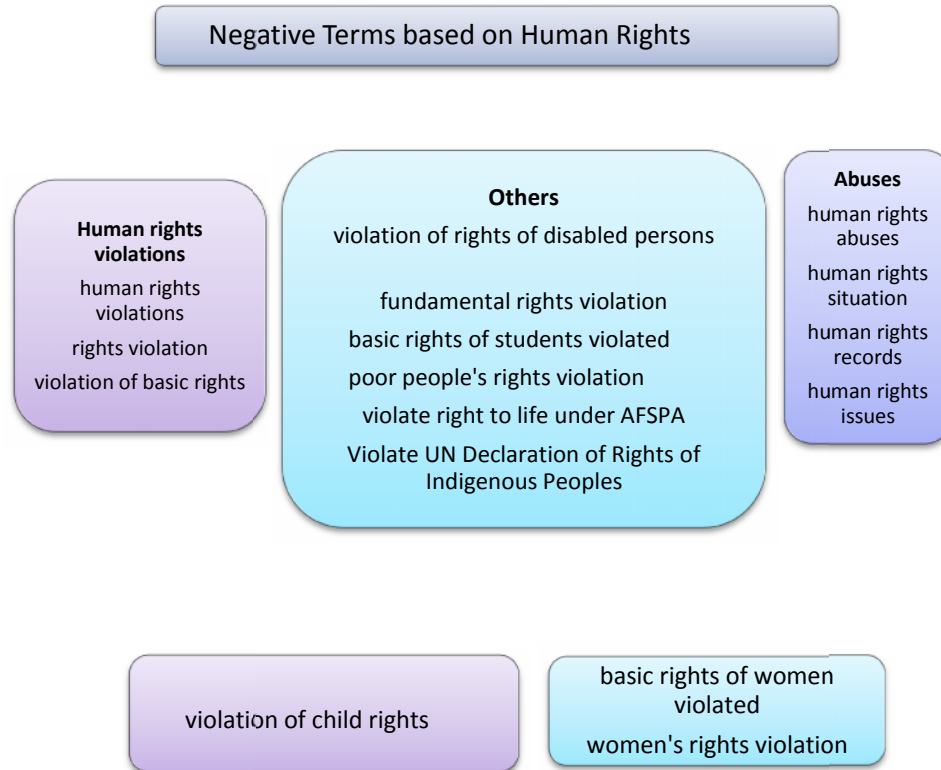 Negative Terms based on Human Rights
Human rights
violations
human rights
violations
rights violation
violation of basic rights
Others
violation of rights of disabled persons
fundamental rights violation
basic rights of students violated
poor people's rights violation
violate right to life under AFSPA
Violate UN Declaration of Rights of
Indigenous Peoples
Abuses
human rights
abuses
human rights
situation
human rights
records
human rights
issues
violation of child rights
basic rights of women
violated
women's rights violation